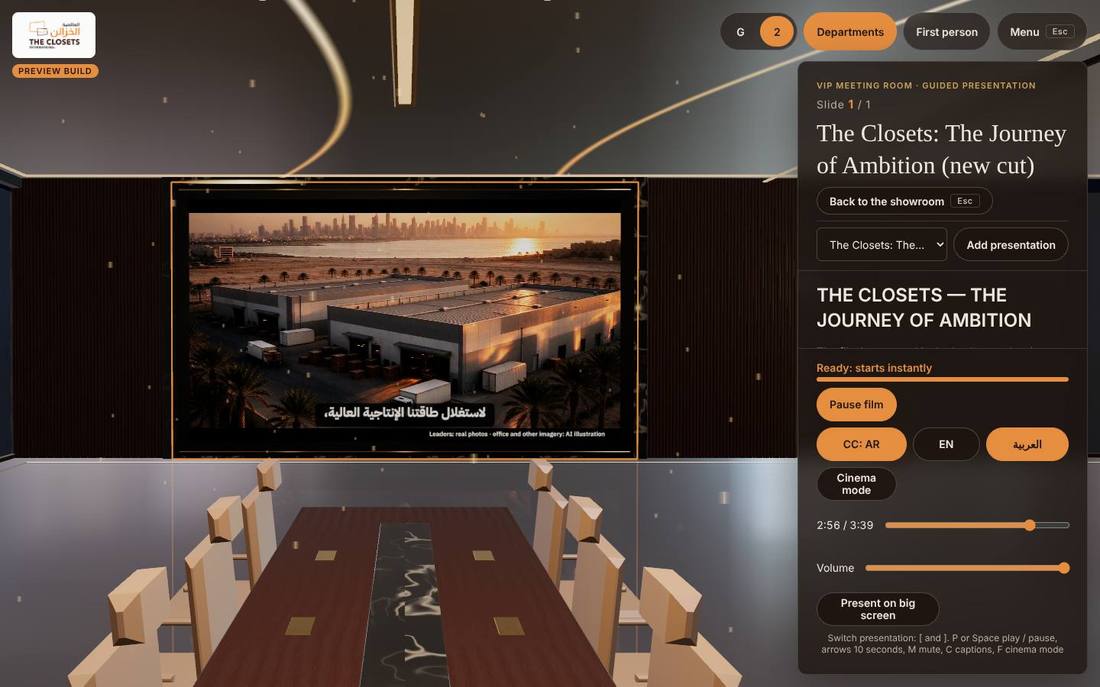 العالمية
الخزائن
THE CLOSETS
INTERNATIONAL
PREVIEW BUILD
G
2
Departments
First person
Menu Esc
VIP MEETING ROOM · GUIDED PRESENTATION
Slide 1 / 1
The Closets: The Journey
of Ambition (new cut)
Back to the showroom Esc
The Closets: The...
Add presentation
THE CLOSETS — THE
JOURNEY OF AMBITION
لاستغلال طاقتنا الإنتاجية العالية،
Leaders: real photos · office and other imagery: AI illustration
Ready: starts instantly
Pause film
CC: AR
EN
العربية
Cinema
mode
2:56 / 3:39
Volume
Present on big
screen
Switch presentation: [ and ]. P or Space play / pause,
arrows 10 seconds, M mute, C captions, F cinema mode